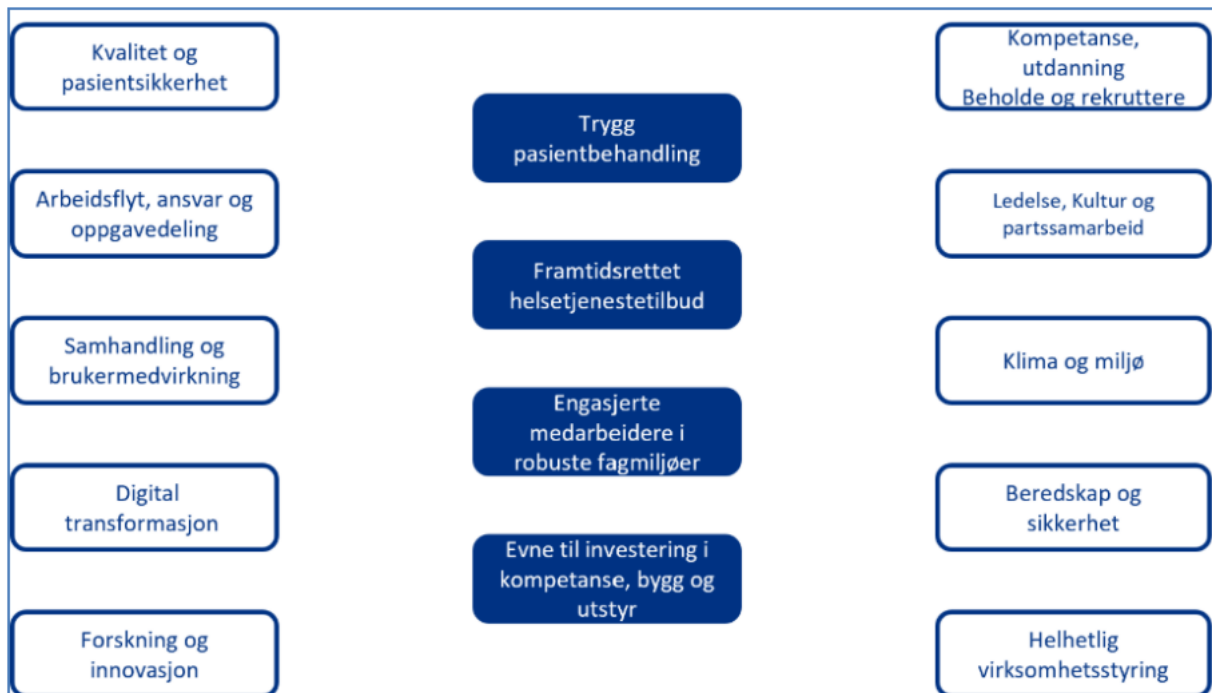 Kvalitet og
pasientsikkerhet
Arbeidsflyt, ansvar og
oppgavedeling
Samhandling og
brukermedvirkning
Digital
transformasjon
Forskning og
innovasjon
Trygg
pasientbehandling
Framtidsrettet
helsetjenestetilbud
Engasjerte
medarbeidere i
robuste fagmiljøer
Evne til investering i
kompetanse, bygg og
utstyr
Kompetanse,
utdanning
Beholde og rekruttere
Ledelse, Kultur og
partssamarbeid
Klima og miljø
Beredskap og
sikkerhet
Helhetlig
virksomhetsstyring